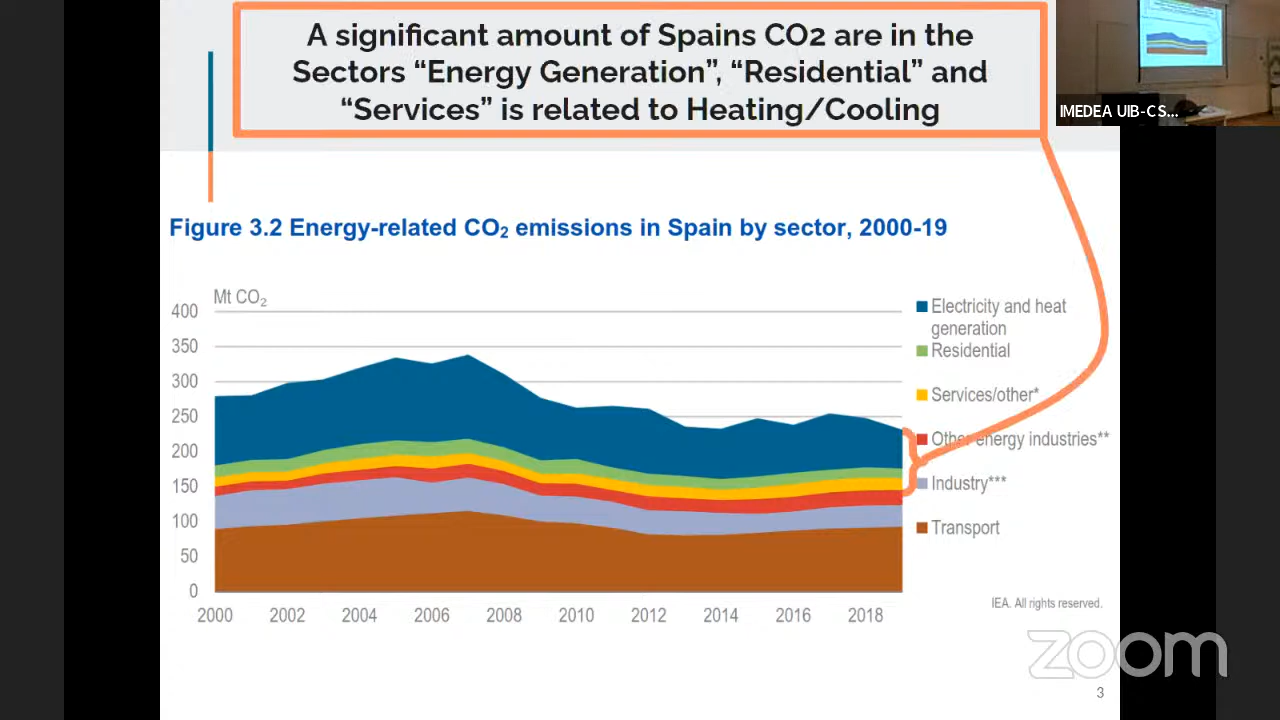 A significant amount of Spains CO2 are in the
Sectors “Energy Generation”, “Residential” and
“Services” is related to Heating/Cooling
IMEDEA UIB-CS...
Figure 3.2 Energy-related CO₂ emissions in Spain by sector, 2000-19
Mt CO₂
400
350
300
250
200
150
100
50
0
2000 2002 2004 2006 2008 2010 2012 2014 2016 2018
Electricity and heat
generation
Residential
Services/other*
Other energy industries**
Industry***
Transport
IEA. All rights reserved.
zoom
3